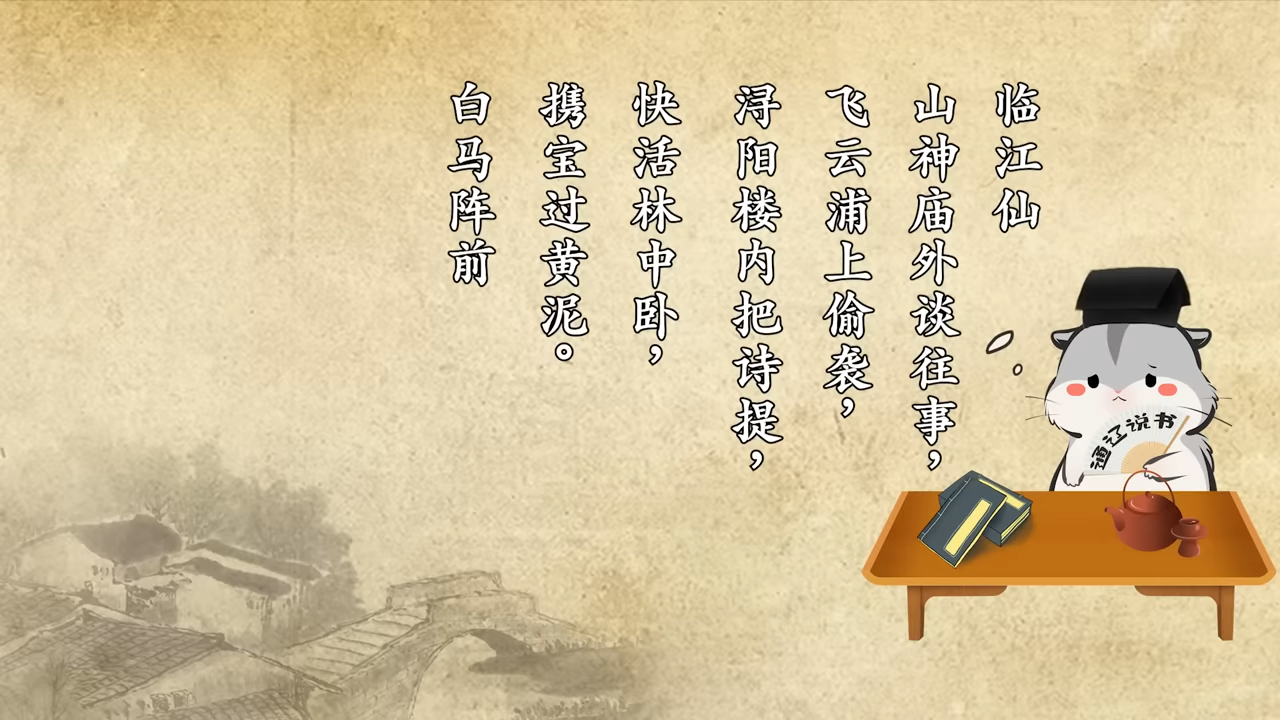 临江仙
山神庙外谈往事，
飞云浦上偷袭，
浔阳楼内把诗提，
快活林中卧，
携宝过黄泥。
白马阵前
通辽说书